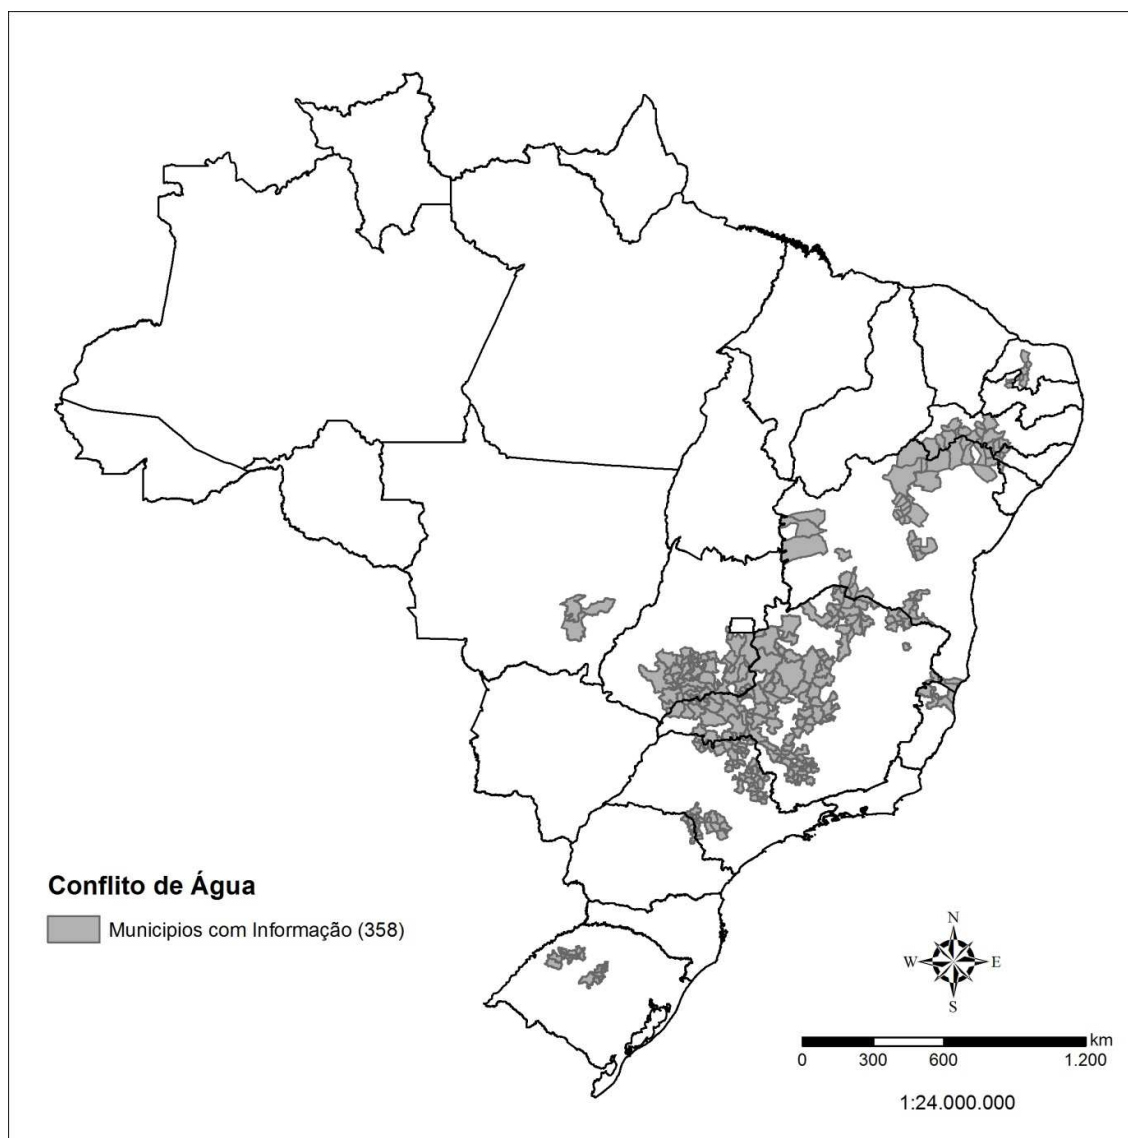 Conflito de Água
Municipios com Informação (358)
N
W E
S
km
0 300 600 1.200
1:24.000.000